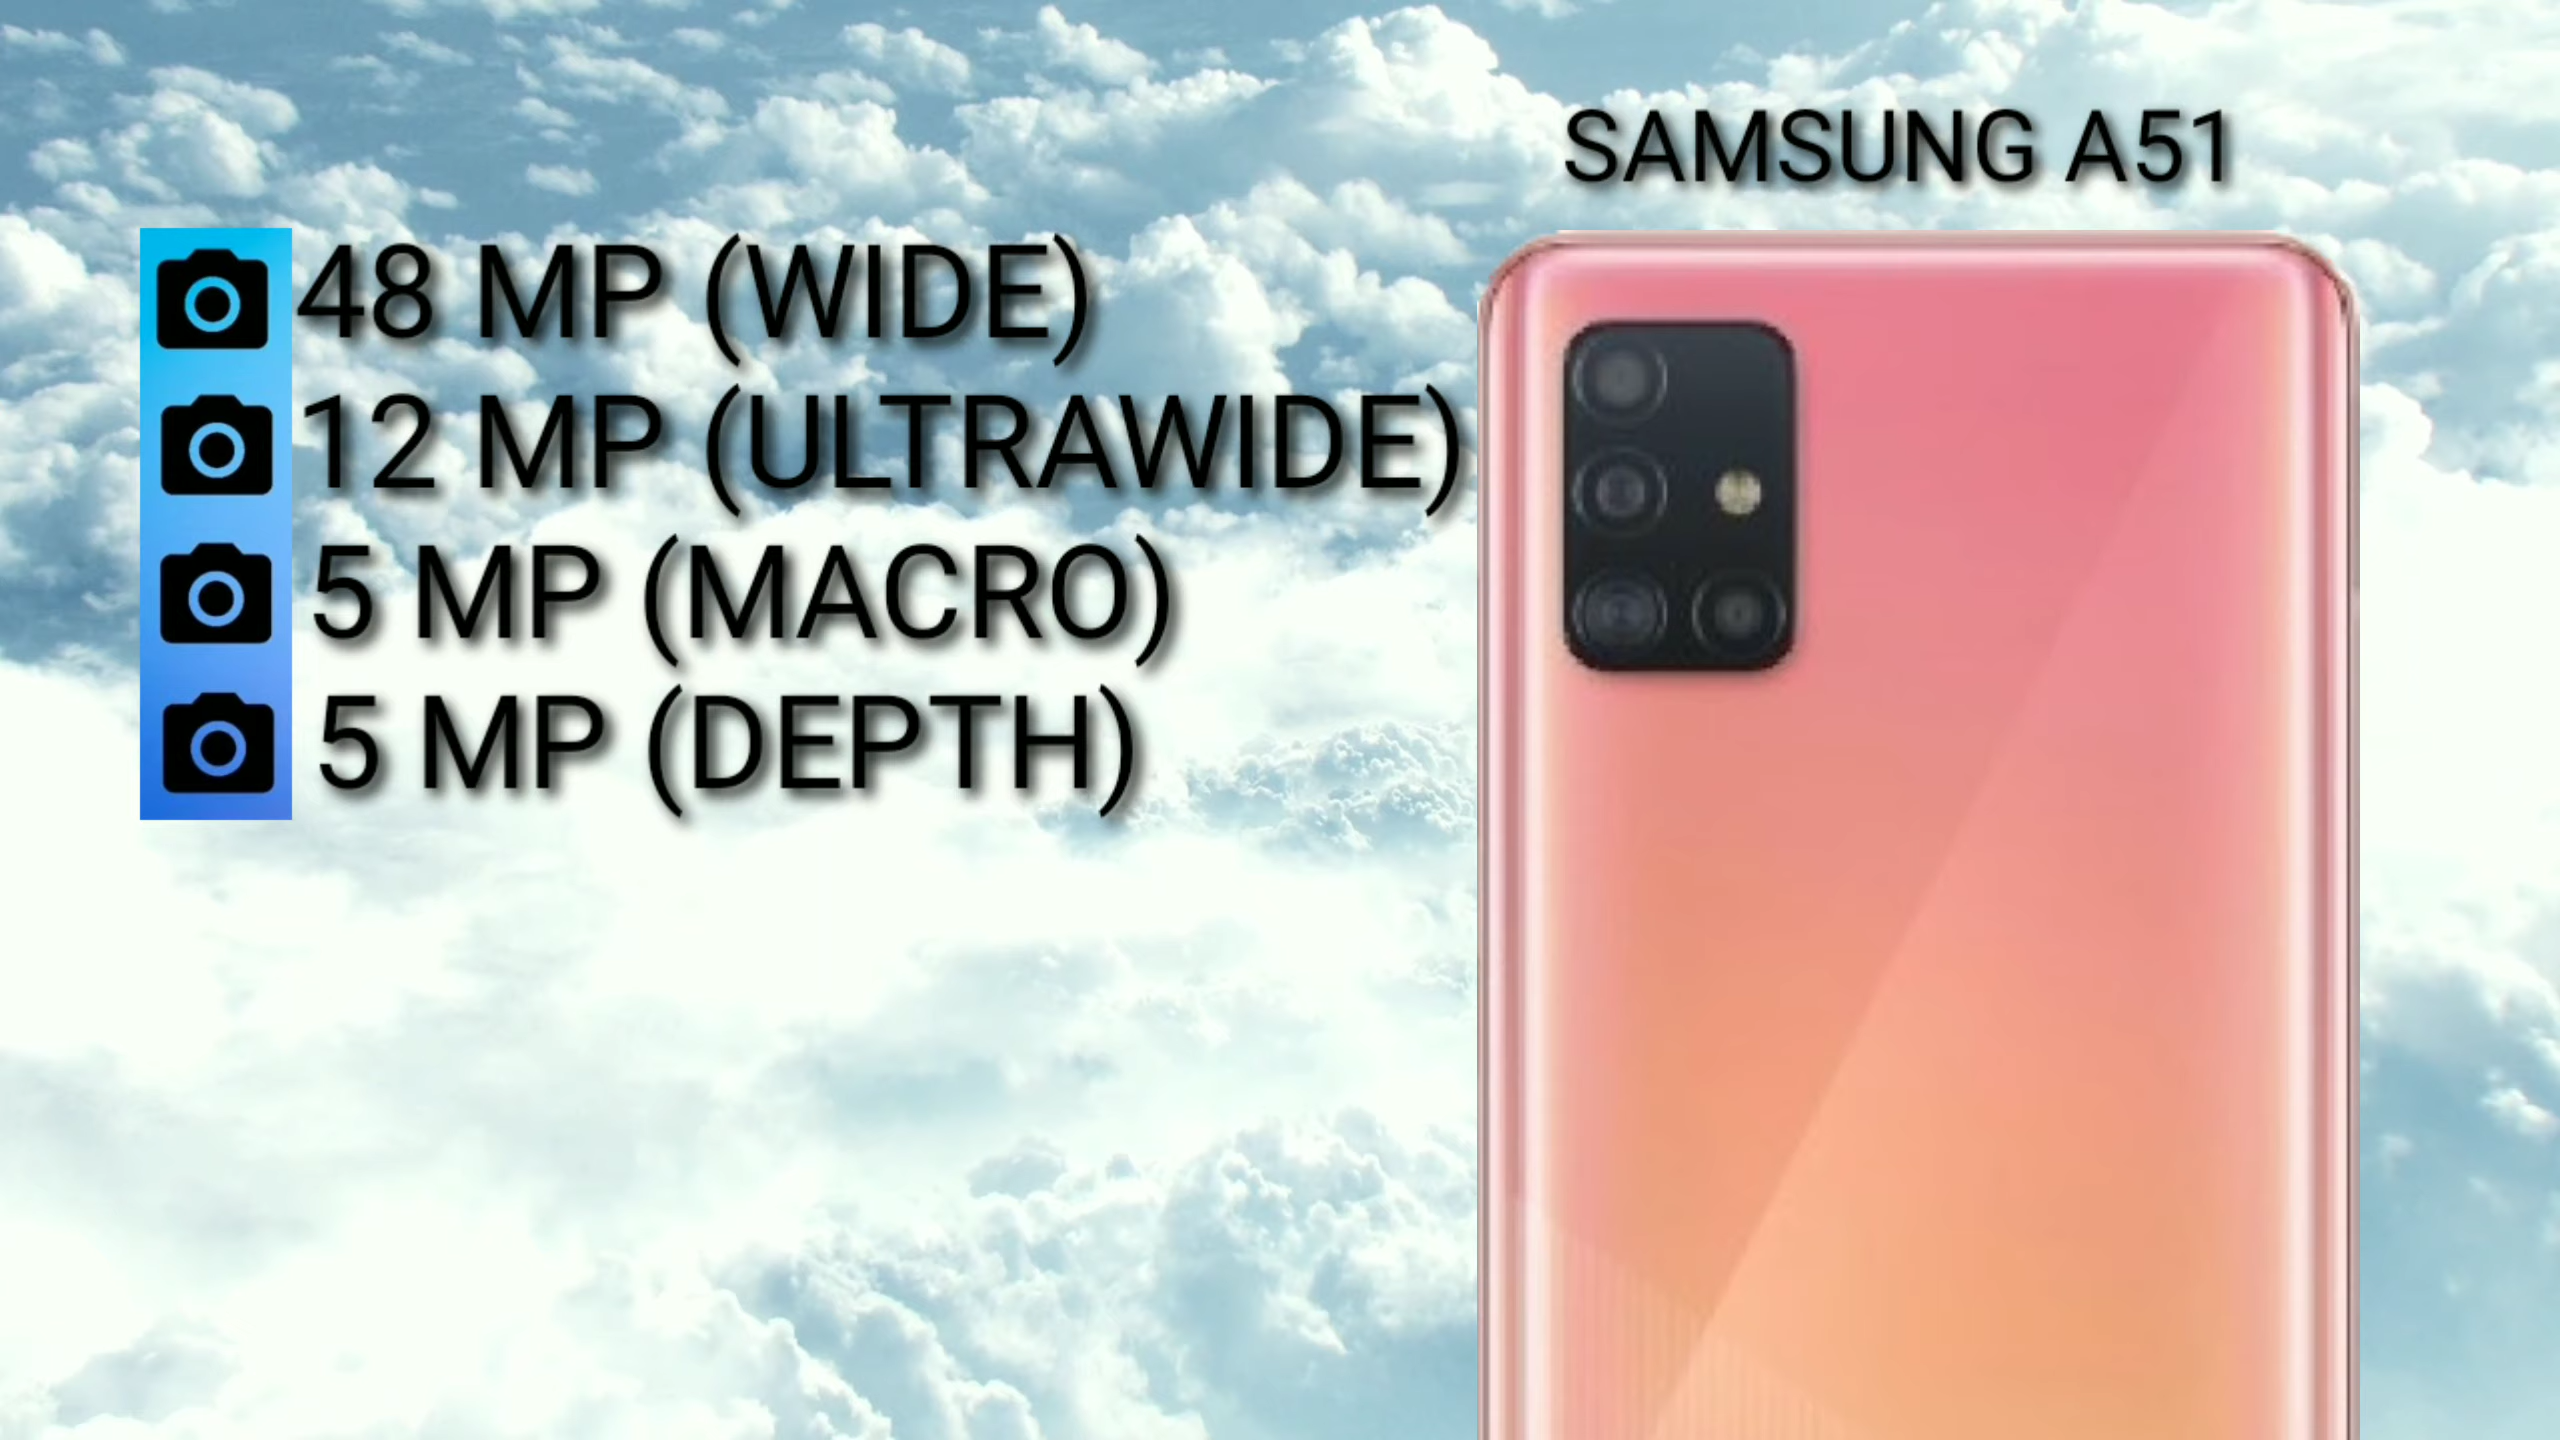 SAMSUNG A51
48 MP (WIDE)
12 MP (ULTRAWIDE)
5 MP (MACRO)
5 MP (DEPTH)